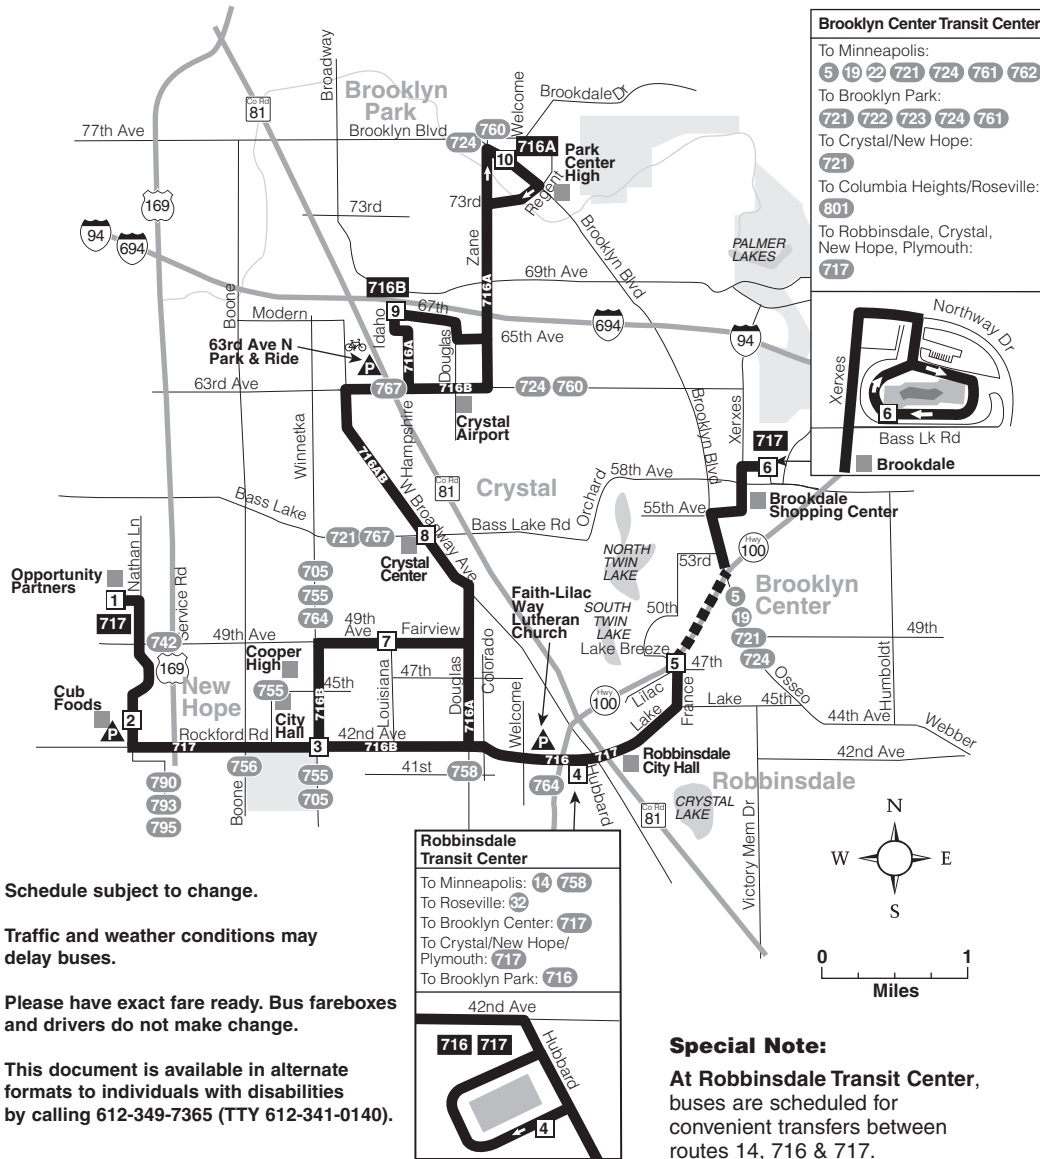 Brooklyn Center Transit Center
To Minneapolis:
5 19 22 721 724 761 762
To Brooklyn Park:
721 722 723 724 761
To Crystal/New Hope:
721
To Columbia Heights/Roseville:
801
To Robbinsdale, Crystal,
New Hope, Plymouth:
717
Northway Dr
Xerxes
6
Bass Lk Rd
Brookdale
Broadway
Brooklyn
Park
Welcome
Brookdale Dr
Co Rd
81
77th Ave
Brooklyn Blvd
760
724
716A
10
Park
Center
High
Regent
73rd
73rd
169
94
694
Zane
Brooklyn Blvd
PALMER
LAKES
69th Ave
716B
716A
Boone
Modern
67th
9
Idaho
716A
Douglas
65th Ave
694
94
63rd Ave N
Park & Ride
P
63rd Ave
767
716B
724 760
Crystal
Airport
Hampshire
Winnetka
716AB
W Broadway Ave
Co Rd
81
Crystal
Brooklyn Blvd
Xerxes
717
6
58th Ave
Orchard
55th Ave
Brookdale
Shopping Center
Bass Lake
721 767
8
Bass Lake Rd
Crystal
Center
NORTH
TWIN
LAKE
Hwy
100
53rd
Brooklyn
Center
Opportunity
Partners
Nathan Ln
1
717
Service Rd
705
755
764
Faith-Lilac
Way
Lutheran
Church
SOUTH
TWIN
LAKE
50th
Lake Breeze
5
19
721
724
49th
742
49th Ave
49th
Ave
Fairview
7
169
Cooper
High
47th
5
47th
Colorado
Humboldt
Osseo
New
Hope
755
45th
City
Hall
716B
Louisiana
Douglas
716A
Welcome
Hwy
100
Lilac
Lake
France
Lake
45th
44th Ave
Webber
Cub
Foods
2
P
717
Rockford Rd
3
42nd Ave
716B
P
716
717
4
Robbinsdale
City Hall
42nd Ave
Robbinsdale
790
793
795
756
Boone
755
705
41st
758
764
Hubbard
Co Rd
81
CRYSTAL
LAKE
Victory Mem Dr
N
W E
S
0 1
Miles
Robbinsdale
Transit Center
To Minneapolis: 14 758
To Roseville: 32
To Brooklyn Center: 717
To Crystal/New Hope/
Plymouth: 717
To Brooklyn Park: 716
42nd Ave
716 717
Hubbard
4
Schedule subject to change.
Traffic and weather conditions may
delay buses.
Please have exact fare ready. Bus fareboxes
and drivers do not make change.
This document is available in alternate
formats to individuals with disabilities
by calling 612-349-7365 (TTY 612-341-0140).
Special Note:
At Robbinsdale Transit Center,
buses are scheduled for
convenient transfers between
routes 14, 716 & 717.